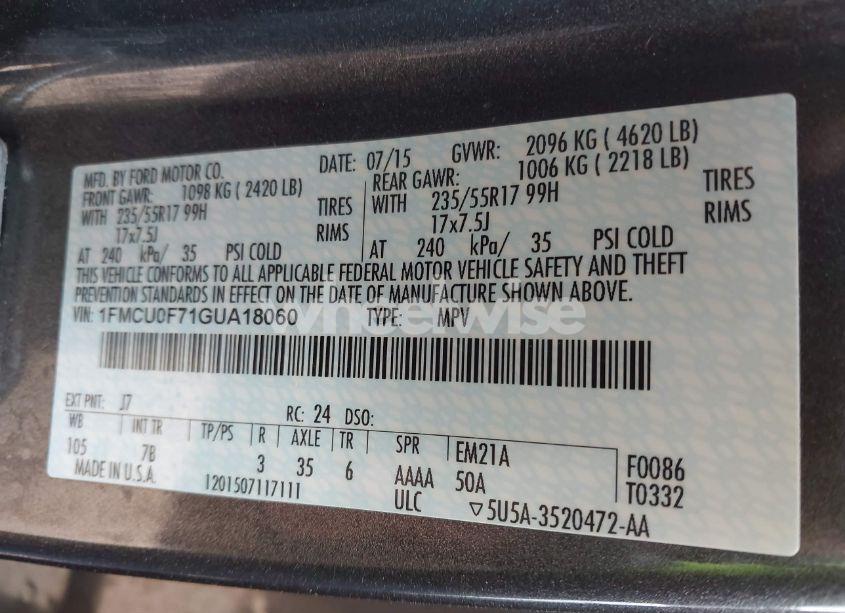 MFD. BY FORD MOTOR CO. DATE: 07/15 GVWR: 2096 KG ( 4620 LB)
FRONT GAWR: 1098 KG ( 2420 LB) REAR GAWR: 1006 KG ( 2218 LB)
WITH 235/55R17 99H TIRES WITH 235/55R17 99H TIRES
17x7.5J RIMS 17x7.5J RIMS
AT 240 kPa/ 35 PSI COLD AT 240 kPa/ 35 PSI COLD
THIS VEHICLE CONFORMS TO ALL APPLICABLE FEDERAL MOTOR VEHICLE SAFETY AND THEFT
PREVENTION STANDARDS IN EFFECT ON THE DATE OF MANUFACTURE SHOWN ABOVE.
VIN: 1FMCU0F71GUA18060 TYPE: MPV
wheelerwise
EXT PNT: J7 RC: 24 DSO:
WB INT TR TP/PS R AXLE TR SPR EM21A F0086
105 7B 3 35 6 AAAA 50A T0332
MADE IN U.S.A. 1201507117111 ULC ▽5U5A-3520472-AA